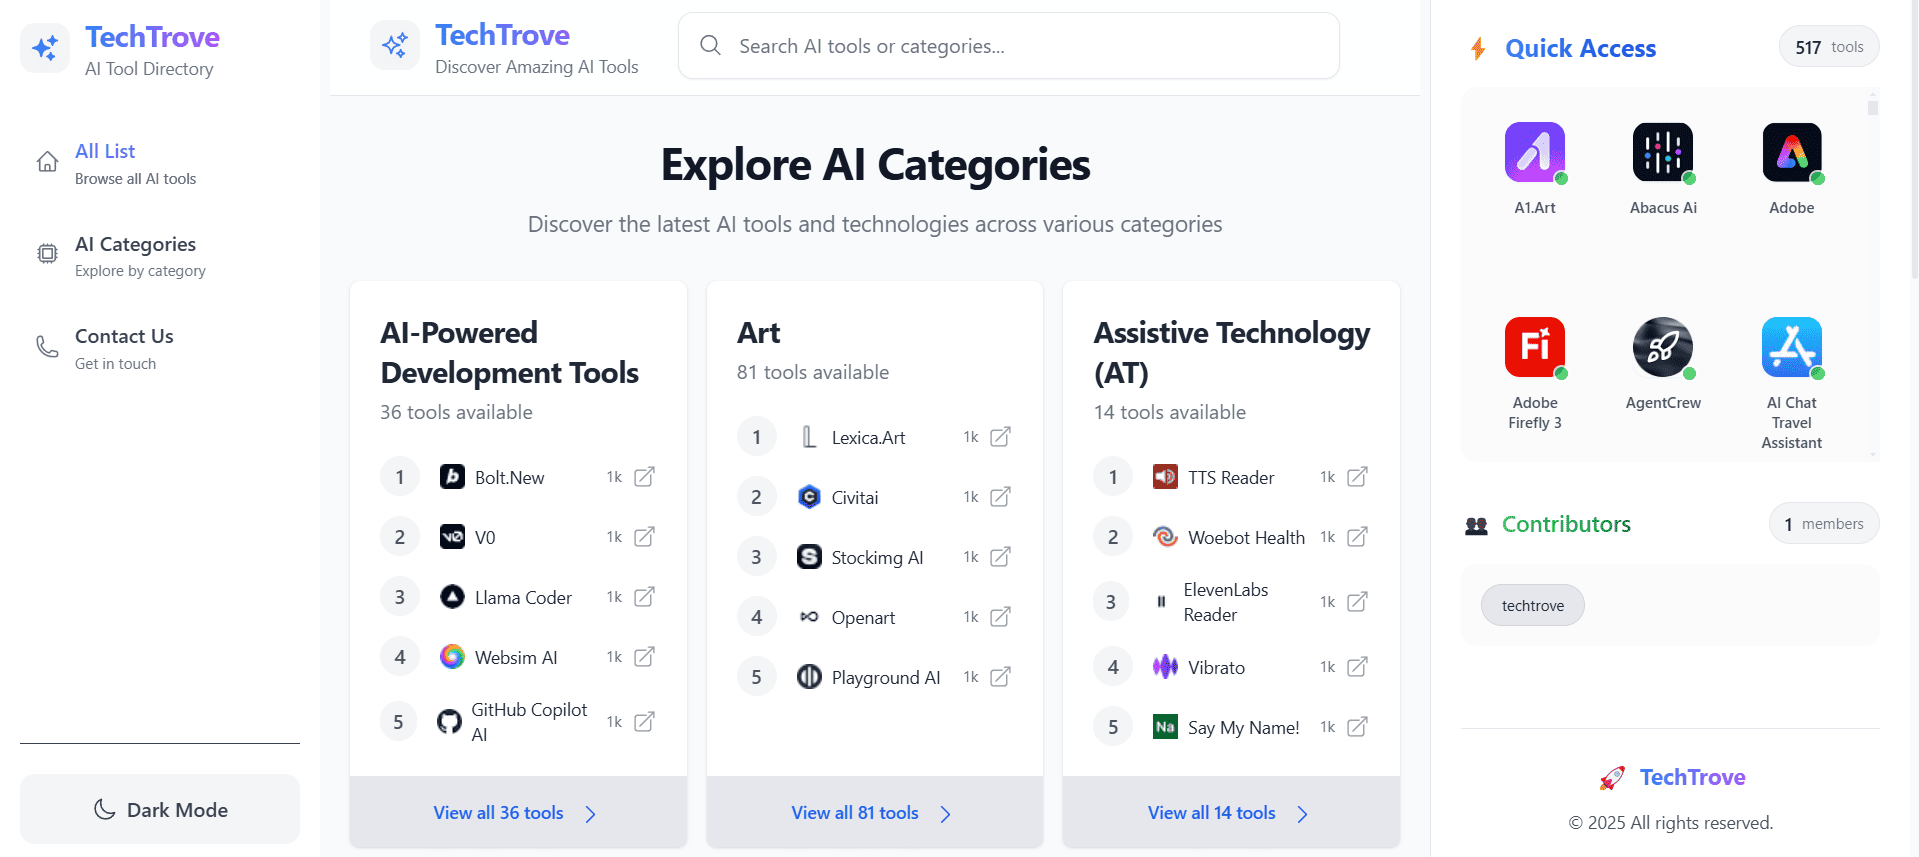 TechTrove
AI Tool Directory
All List
Browse all AI tools
AI Categories
Explore by category
Contact Us
Get in touch
Dark Mode
TechTrove
Discover Amazing AI Tools
Search AI tools or categories...
Explore AI Categories
Discover the latest AI tools and technologies across various categories
AI-Powered
Development Tools
36 tools available
1 Bolt.New 1k
2 V0 1k
3 Llama Coder 1k
4 Websim AI 1k
5 GitHub Copilot
AI 1k
View all 36 tools
Art
81 tools available
1 Lexica.Art 1k
2 Civitai 1k
3 Stockimg AI 1k
4 Openart 1k
5 Playground AI 1k
View all 81 tools
Assistive Technology
(AT)
14 tools available
1 TTS Reader 1k
2 Woebot Health 1k
3 ElevenLabs
Reader 1k
4 Vibrato 1k
5 Na Say My Name! 1k
View all 14 tools
Quick Access
517 tools
A1.Art
Abacus Ai
Adobe
Fi
Adobe
Firefly 3
AgentCrew
AI Chat
Travel
Assistant
Contributors
1 members
techtrove
TechTrove
© 2025 All rights reserved.